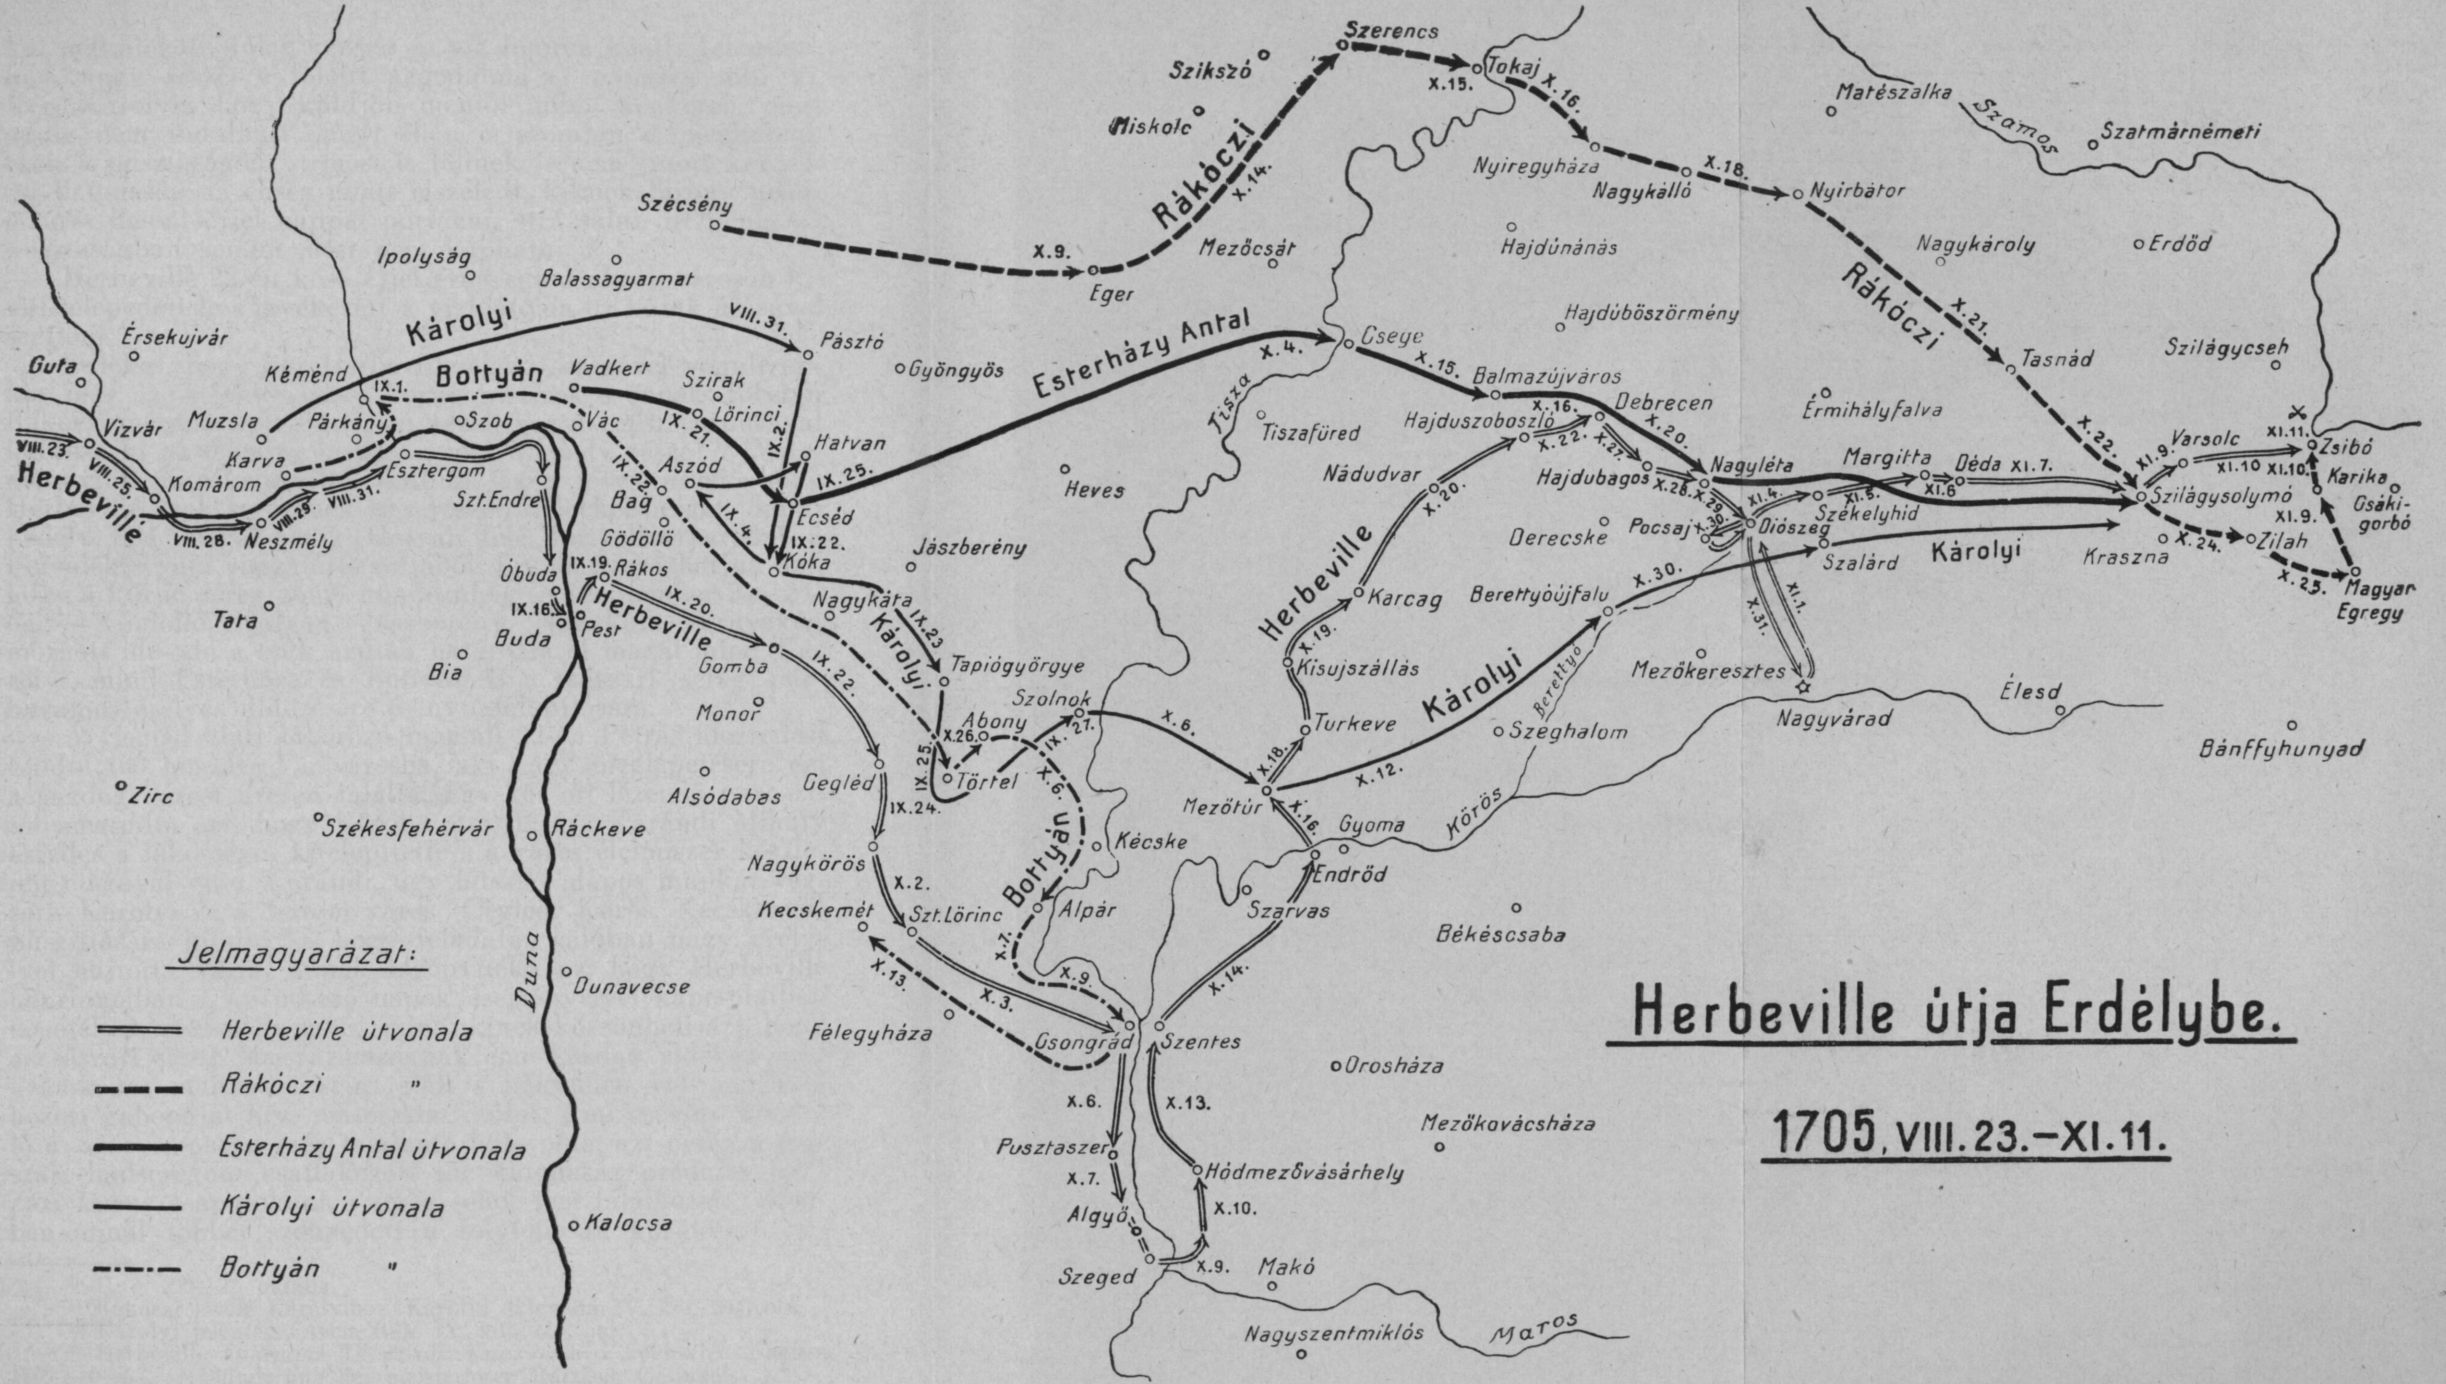 Szerencs
Szikszó
Tokaj
X.15.
X.16.
Miskolc
Matészalka
Szamos
Szatmárnémeti
Rákóczi
X.14.
Nyiregyháza
Nagykálló
X.18.
Nyirbátor
Szécsény
X.9.
Eger
Mezőcsát
Hajdúnánás
Nagykároly
Erdőd
Ipolyság
Balassagyarmat
Rákóczi
X.21.
Károlyi
VIII.31.
Pásztó
Gyöngyös
Esterházy Antal
X.4.
Csege
X.15.
Hajdúböszörmény
Tasnád
Szilágycseh
Érsekujvár
Guta
Kéménd
IX.1.
Bottyán
Vadkert
Szirak
Lőrinci
IX.21.
IX.2.
Tisza
Balmazújváros
X.16.
Debrecen
X.20.
Érmihályfalva
X.22.
Vizvár
VIII.23.
VIII.25.
Muzsla
Párkány
Szob
Vác
Hatvan
Tiszafüred
Hajduszoboszló
X.22.
X.27.
Varsolc
XI.9.
XI.10
XI.11.
Zsibó
XI.10.
Herbeville
Komárom
Karva
Esztergom
Aszód
IX.22.
Bag
IX.25.
Heves
Nádudvar
X.20.
Hajdubagos
X.28.
X.29.
Nagyléta
Margitta
Déda XI.7.
XI.4.
XI.5.
XI.6
Szilágysolymó
Karika
Csáki-
gorbó
XI.9.
VIII.28.
Neszmély
VIII.29.
VIII.31.
Szt.Endre
Gödöllő
IX.4.
Ecséd
IX.22.
Kóka
Jászberény
Derecske
Pocsaj
X.30.
Diószeg
Székelyhid
Szalárd
Károlyi
Kraszna
X.24.
Zilah
X.25.
Magyar
Egregy
Óbuda
IX.19.
Rákos
IX.16.
Buda
Pest
Herbeville
IX.20.
Nagykáta
Károlyi
IX.23
Herbeville
Karcag
X.19.
Berettyóújfalu
X.30.
X.31.
XI.1.
Tata
Bia
Gomba
IX.22.
Tapiógyörgye
Kisujszállás
Károlyi
Berettyó
Mezőkeresztes
Nagyvárad
Élesd
Monor
Szolnok
Abony
X.26.
IX.27.
X.6.
Turkeve
X.18.
Szeghalom
Bánffyhunyad
Zirc
Alsódabas
Cegléd
IX.24.
IX.25.
Törtel
X.6.
Mezőtúr
X.12.
X.16.
Körös
Székesfehérvár
Ráckeve
Nagykőrös
X.2.
Bottyán
Kécske
Gyoma
Endrőd
Kecskemét
Szt.Lőrinc
Alpár
Szarvas
Békéscsaba
X.13.
X.3.
X.7.
X.9.
X.14.
Duna
Dunavecse
Félegyháza
Csongrád
Szentes
Orosháza
X.6.
X.13.
Mezőkovácsháza
Pusztaszer
X.7.
Hódmezővásárhely
Algyő
X.10.
Kalocsa
Szeged
X.9.
Makó
Nagyszentmiklós
Maros
Jelmagyarázat:
Herbeville útvonala
Rákóczi "
Esterházy Antal útvonala
Károlyi útvonala
Bottyán "
Herbeville útja Erdélybe.
1705, VIII. 23.–XI. 11.